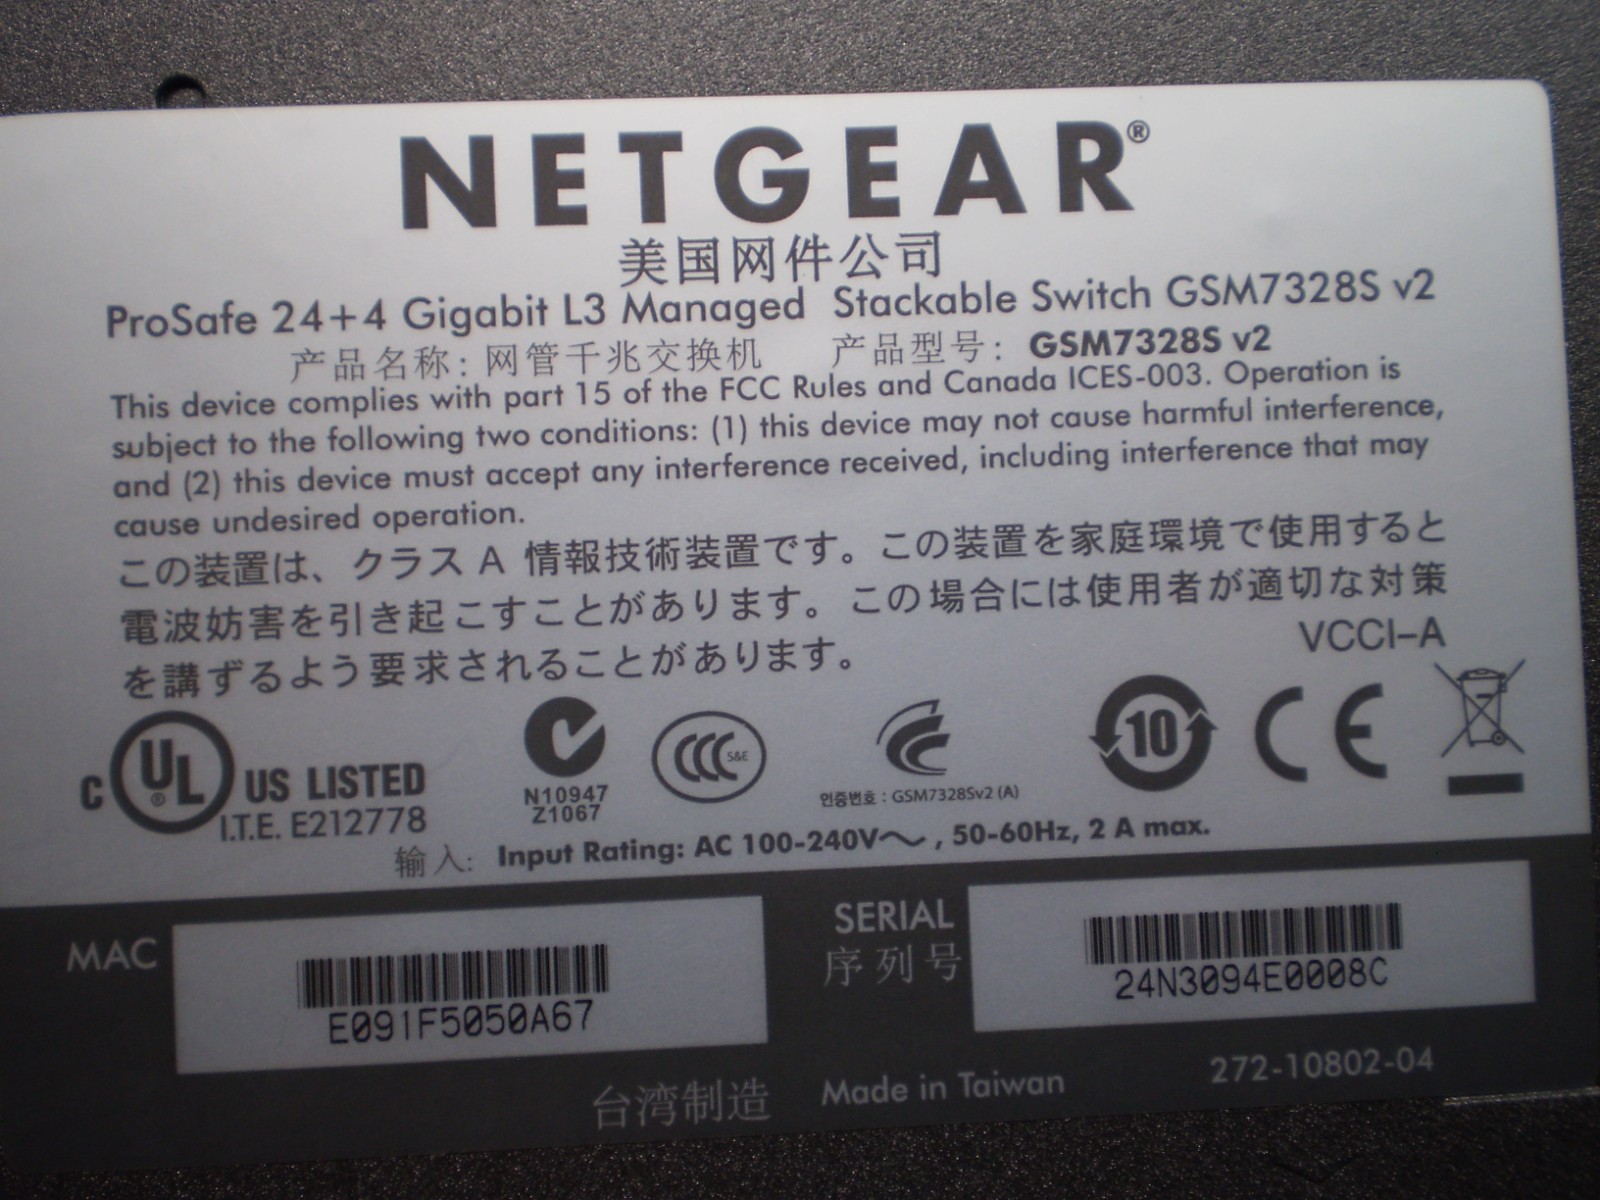 NETGEAR®
美国网件公司
ProSafe 24+4 Gigabit L3 Managed Stackable Switch GSM7328S v2
产品名称: 网管千兆交换机 产品型号: GSM7328S v2
This device complies with part 15 of the FCC Rules and Canada ICES-003. Operation is
subject to the following two conditions: (1) this device may not cause harmful interference,
and (2) this device must accept any interference received, including interference that may
cause undesired operation.
この装置は、クラス A 情報技術装置です。この装置を家庭環境で使用すると
電波妨害を引き起こすことがあります。この場合には使用者が適切な対策
を講ずるよう要求されることがあります。
VCCI-A
C UL® US LISTED
I.T.E. E212778
N10947
Z1067
CCC S&E
인증번호 : GSM7328Sv2 (A)
10
CE
输入: Input Rating: AC 100-240V～, 50-60Hz, 2 A max.
MAC
E091F5050A67
SERIAL
序列号
24N3094E0008C
台湾制造 Made in Taiwan
272-10802-04